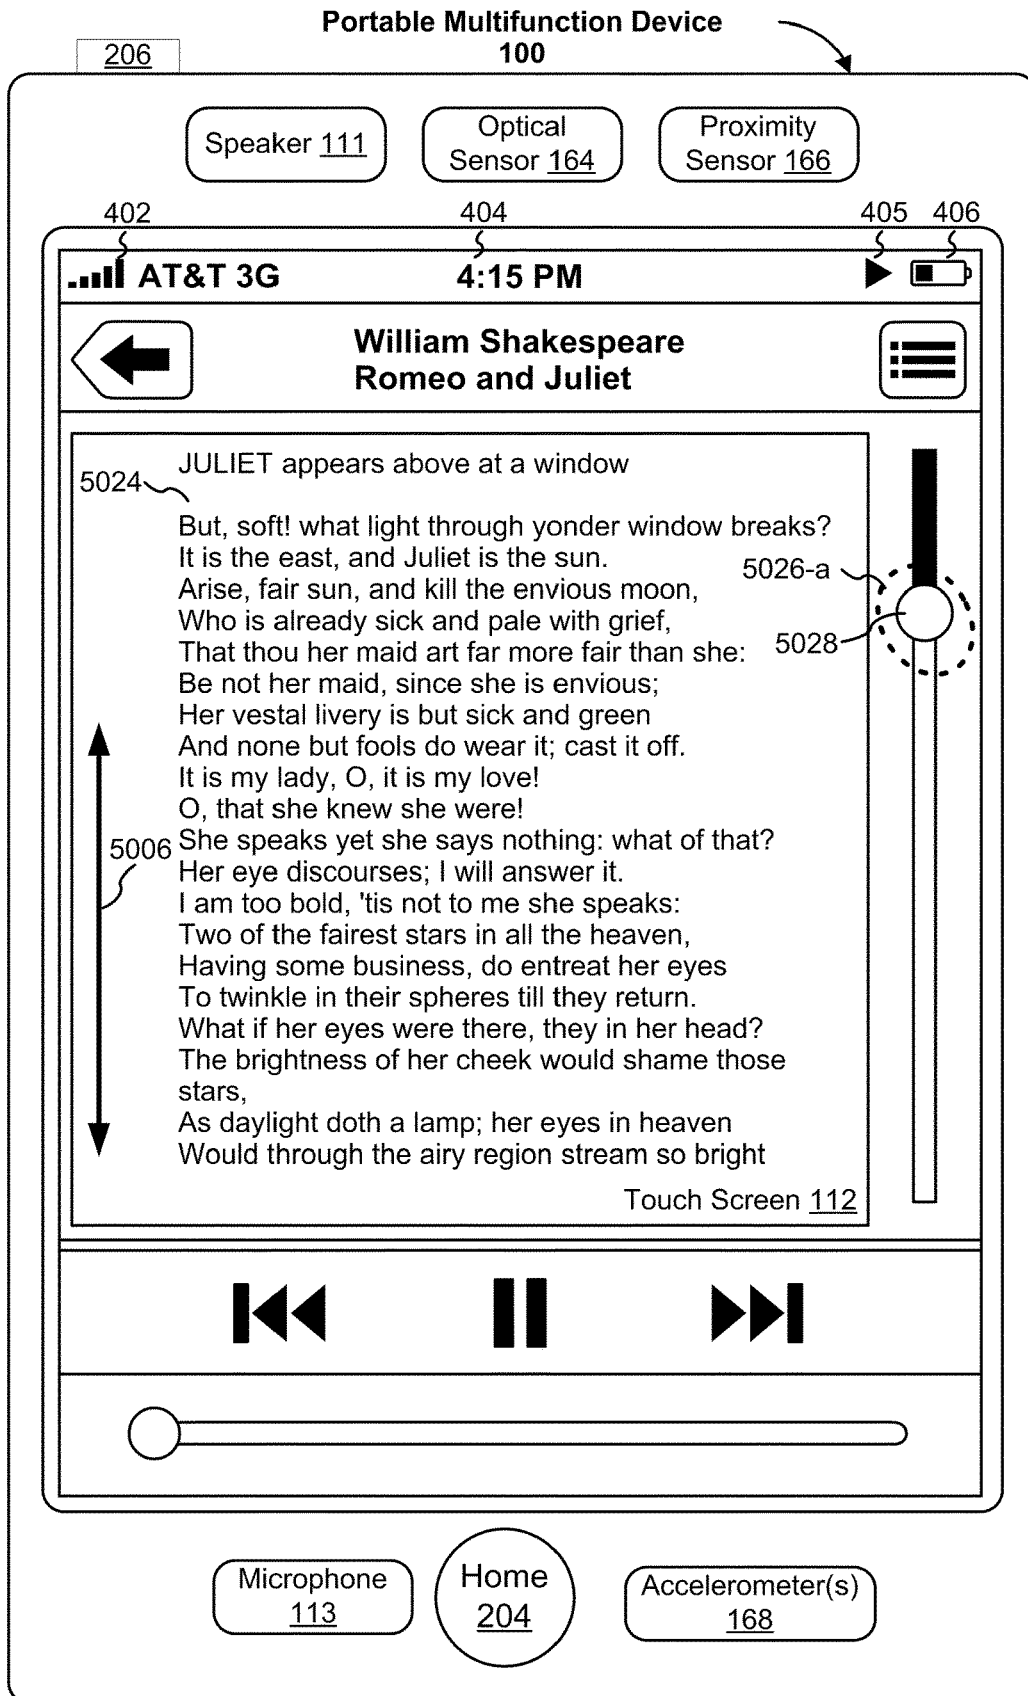 Portable Multifunction Device
100
206
Speaker 111
Optical
Sensor 164
Proximity
Sensor 166
402
404
405
406
AT&T 3G
4:15 PM
William Shakespeare
Romeo and Juliet
JULIET appears above at a window
5024
But, soft! what light through yonder window breaks?
It is the east, and Juliet is the sun.
5026-a
Arise, fair sun, and kill the envious moon,
Who is already sick and pale with grief,
5028
That thou her maid art far more fair than she:
Be not her maid, since she is envious;
Her vestal livery is but sick and green
And none but fools do wear it; cast it off.
It is my lady, O, it is my love!
O, that she knew she were!
5006
She speaks yet she says nothing: what of that?
Her eye discourses; I will answer it.
I am too bold, 'tis not to me she speaks:
Two of the fairest stars in all the heaven,
Having some business, do entreat her eyes
To twinkle in their spheres till they return.
What if her eyes were there, they in her head?
The brightness of her cheek would shame those
stars,
As daylight doth a lamp; her eyes in heaven
Would through the airy region stream so bright
Touch Screen 112
Microphone
113
Home
204
Accelerometer(s)
168